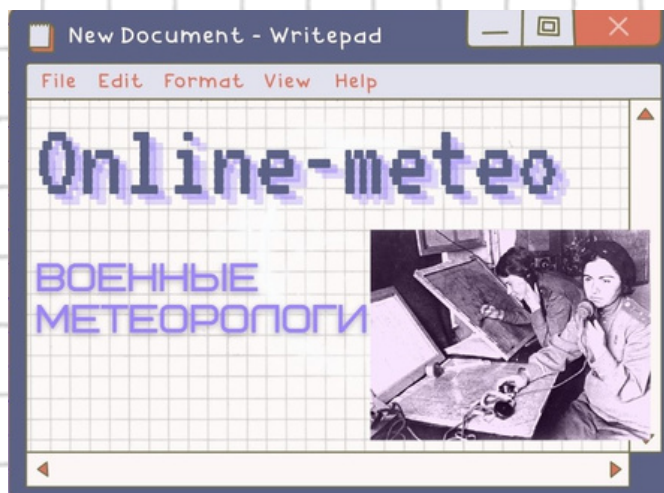 New Document - Writepad
File Edit Format View Help
Online-meteo
ВОЕННЫЕ
МЕТЕОРОЛОГИ